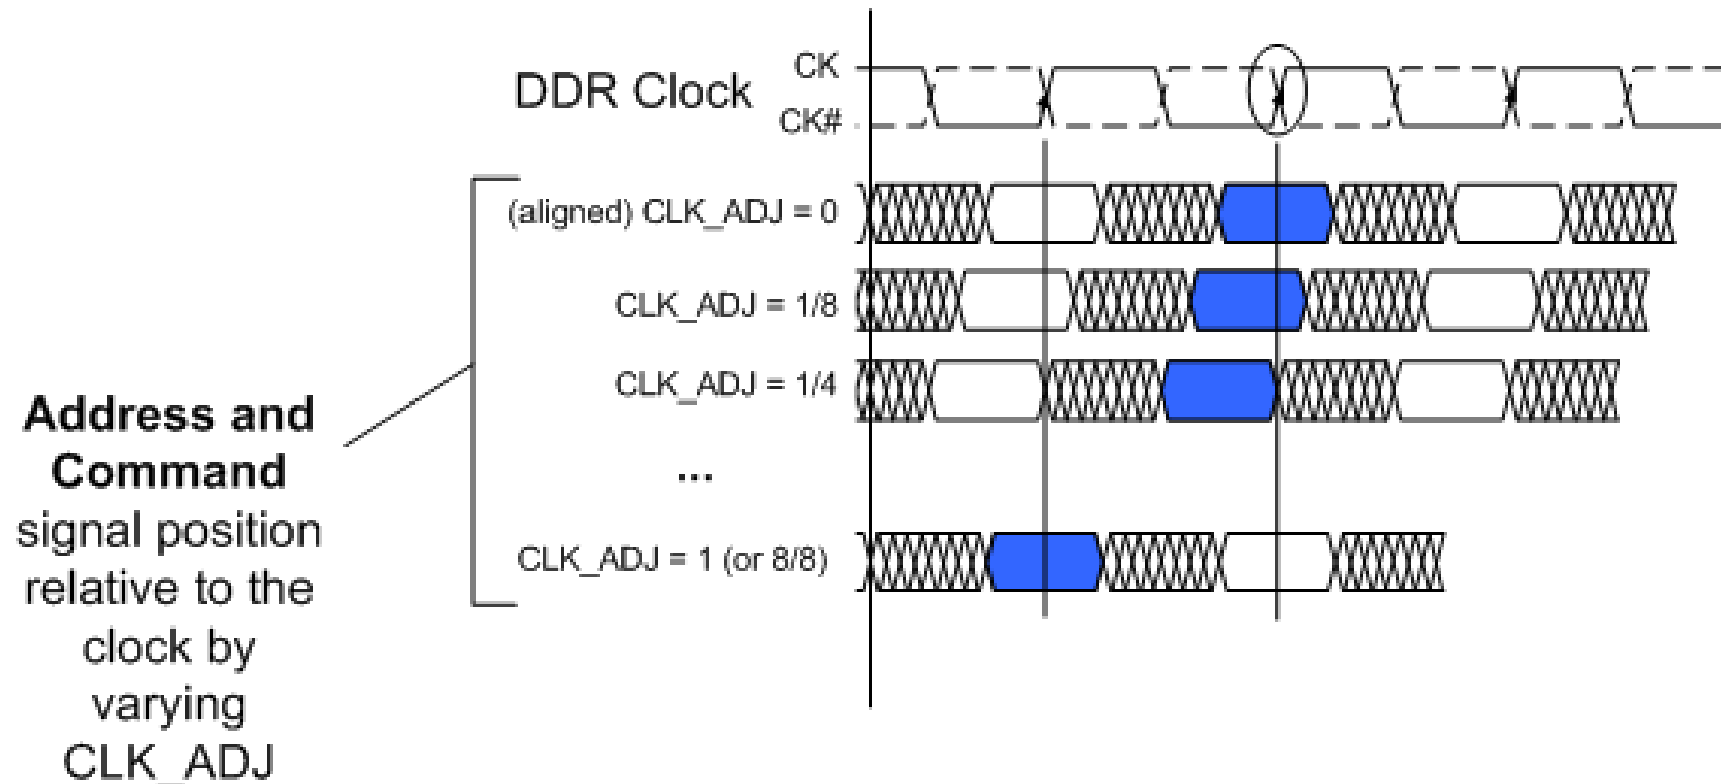 CK
DDR Clock
CK#
(aligned) CLK_ADJ = 0
CLK_ADJ = 1/8
CLK_ADJ = 1/4
...
CLK_ADJ = 1 (or 8/8)
Address and
Command
signal position
relative to the
clock by
varying
CLK_ADJ